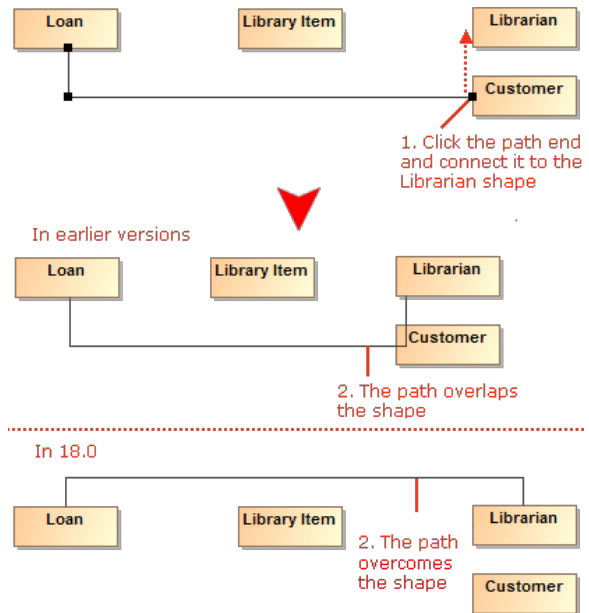 Loan
Library Item
Librarian
Customer
1. Click the path end
and connect it to the
Librarian shape
In earlier versions
Loan
Library Item
Librarian
Customer
2. The path overlaps
the shape
In 18.0
Loan
Library Item
Librarian
2. The path
overcomes
the shape
Customer